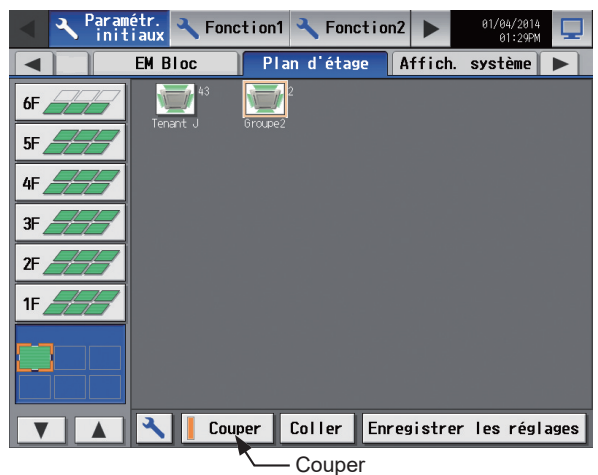 Paramétr.
initiaux
Fonction1
Fonction2
01/04/2014
01:29PM
EM Bloc
Plan d'étage
Affich. système
6F
43
2
Tenant J
Groupe2
5F
4F
3F
2F
1F
Couper
Coller
Enregistrer les réglages
Couper